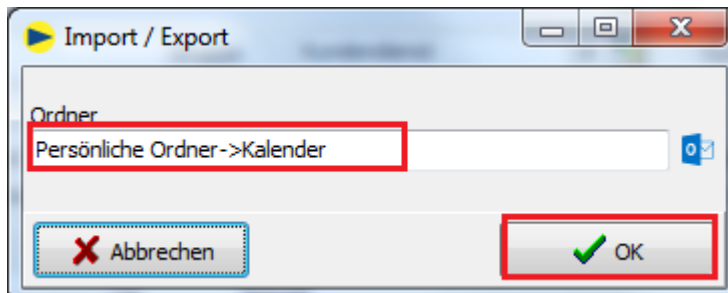 Import / Export
Ordner
Persönliche Ordner->Kalender
Abbrechen
OK